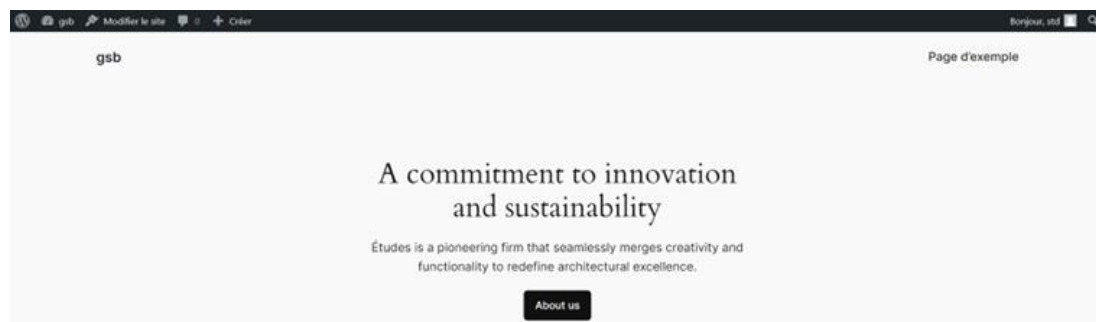 gsb Modifier le site 0 Créer Bonjour, std
gsb Page d'exemple
A commitment to innovation
and sustainability
Études is a pioneering firm that seamlessly merges creativity and
functionality to redefine architectural excellence.
About us